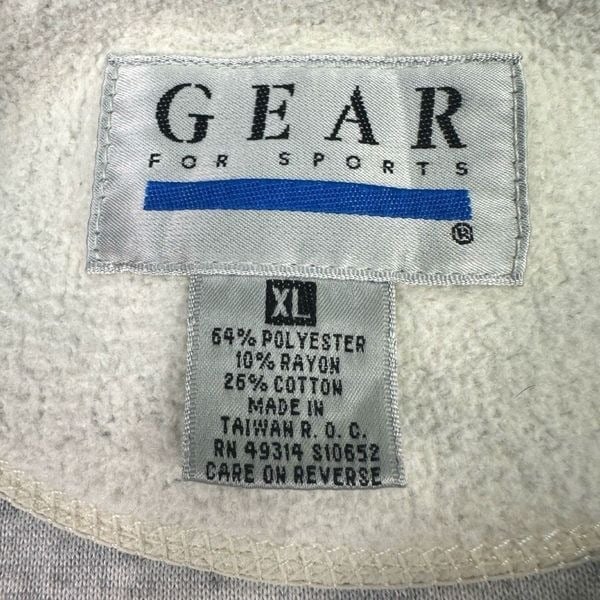 GEAR
FOR SPORTS
®
XL
64% POLYESTER
10% RAYON
26% COTTON
MADE IN
TAIWAN R.O.C.
RN 49314 S10652
CARE ON REVERSE